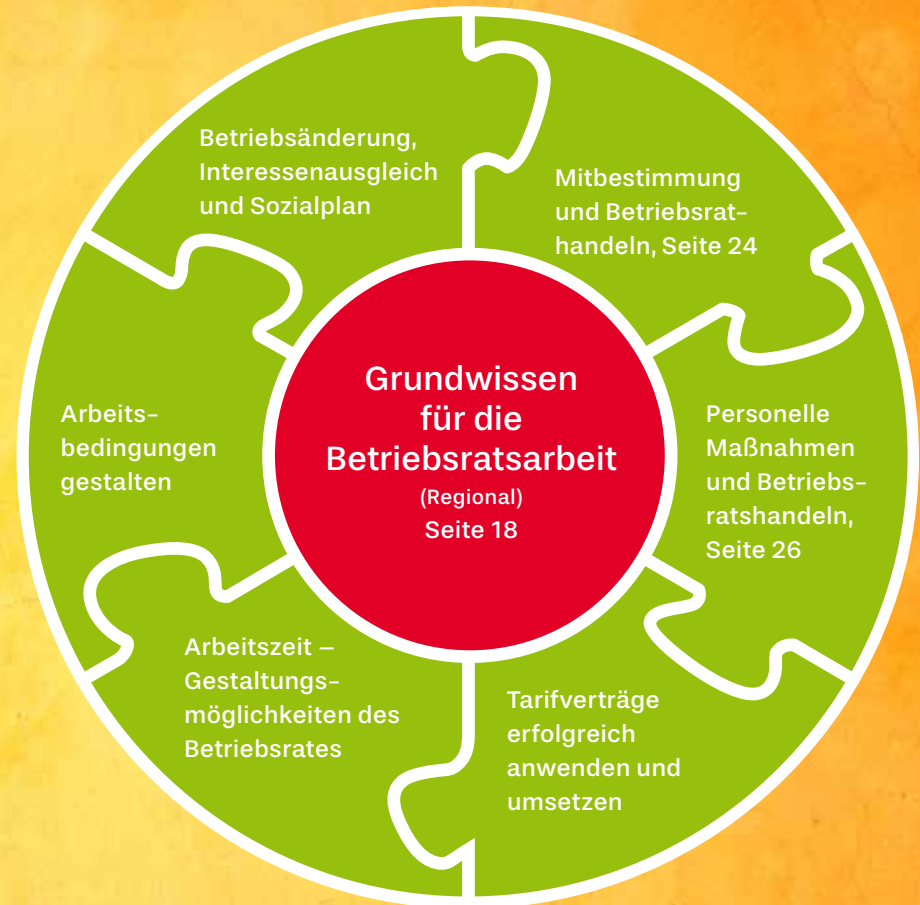 Grundwissen
für die
Betriebsratsarbeit
(Regional)
Seite 18
Betriebsänderung,
Interessenausgleich
und Sozialplan
Mitbestimmung
und Betriebsrat-
handeln, Seite 24
Personelle
Maßnahmen
und Betriebs-
ratshandeln,
Seite 26
Tarifverträge
erfolgreich
anwenden und
umsetzen
Arbeitszeit –
Gestaltungs-
möglichkeiten des
Betriebsrates
Arbeits-
bedingungen
gestalten